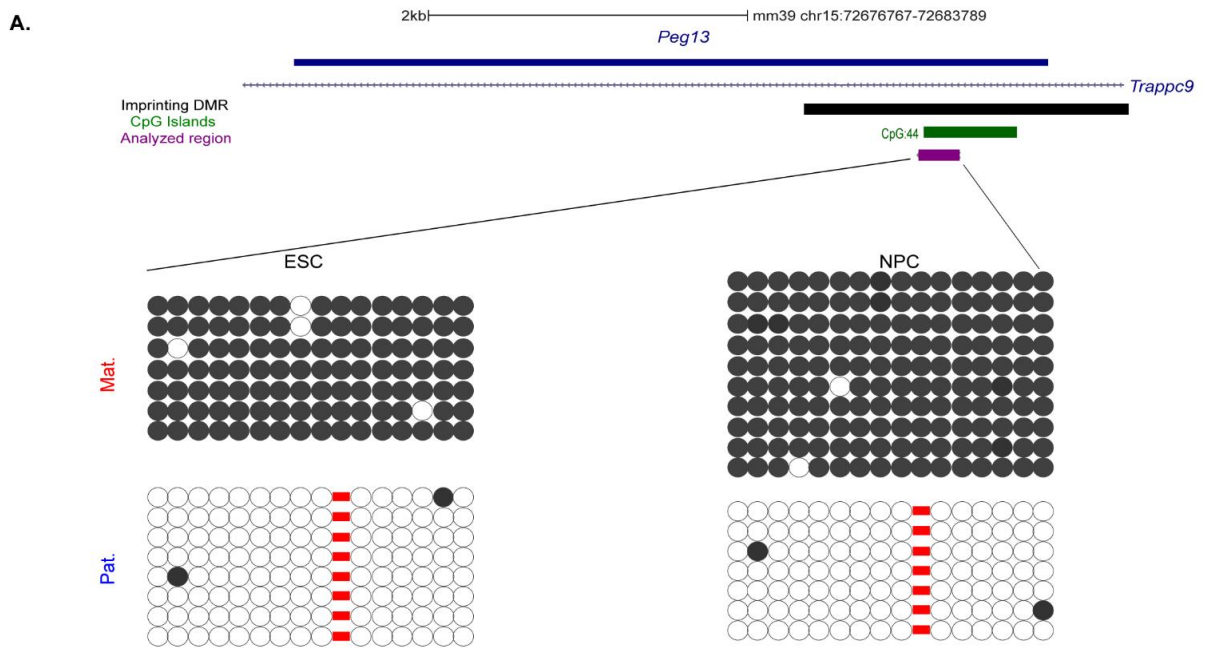 A.
2kb mm39 chr15:72676767-72683789
Peg13
Trappc9
Imprinting DMR
CpG Islands
CpG:44
Analyzed region
ESC
NPC
Mat.
Pat.